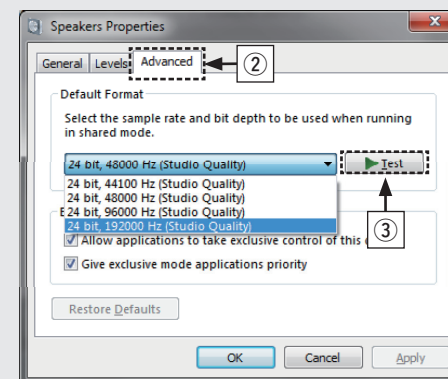 Speakers Properties
General Levels Advanced
②
Default Format
Select the sample rate and bit depth to be used when running
in shared mode.
24 bit, 48000 Hz (Studio Quality)
Test
24 bit, 44100 Hz (Studio Quality)
24 bit, 48000 Hz (Studio Quality)
24 bit, 96000 Hz (Studio Quality)
24 bit, 192000 Hz (Studio Quality)
③
Allow applications to take exclusive control of this
Give exclusive mode applications priority
Restore Defaults
OK Cancel Apply